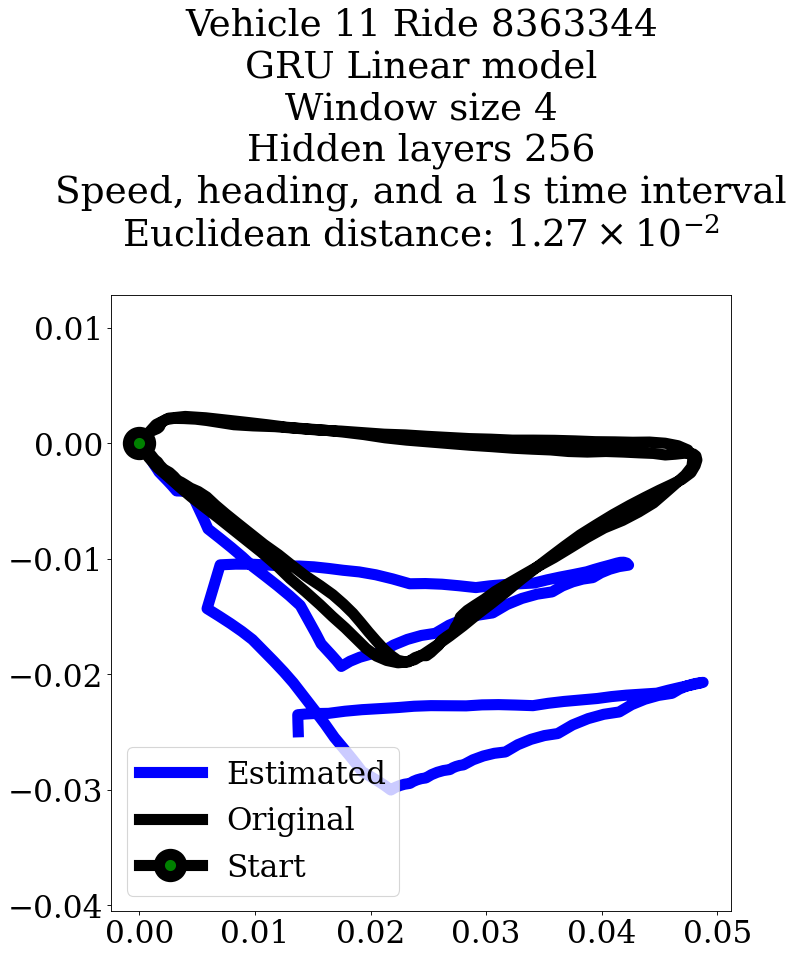 Vehicle 11 Ride 8363344
GRU Linear model
Window size 4
Hidden layers 256
Speed, heading, and a 1s time interval
Euclidean distance: 1.27 × 10⁻²
0.01
0.00
−0.01
−0.02
−0.03
−0.04
Estimated
Original
Start
0.00 0.01 0.02 0.03 0.04 0.05